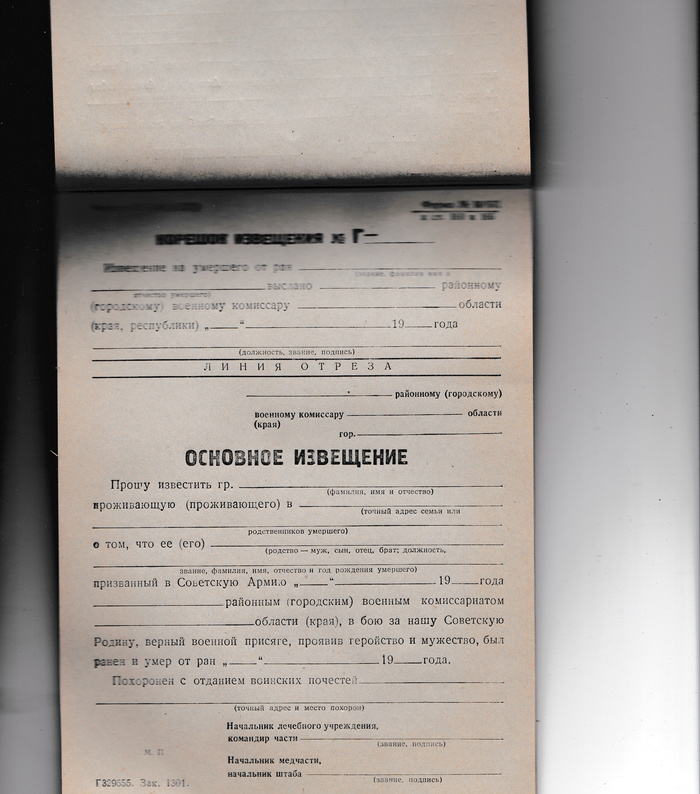 КОРЕШОК ИЗВЕЩЕНИЯ № Г—
Извещение на умершего от ран
(звание, фамилия имя и
отчество умершего)
выслано районному
(городскому) военному комиссару области
(края, республики) „ “ 19 года
(должность, звание, подпись)
ЛИНИЯ ОТРЕЗА
районному (городскому)
военному комиссару области
(края)
гор.
ОСНОВНОЕ ИЗВЕЩЕНИЕ
Прошу известить гр.
(фамилия, имя и отчество)
проживающую (проживающего) в
(точный адрес семьи или
родственников умершего)
о том, что ее (его)
(родство — муж, сын, отец, брат; должность,
звание, фамилия, имя, отчество и год рождения умершего)
призванный в Советскую Армию „ “ 19 года
районным (городским) военным комиссариатом
области (края), в бою за нашу Советскую
Родину, верный военной присяге, проявив геройство и мужество, был
ранен и умер от ран „ “ 19 года.
Похоронен с отданием воинских почестей
(точный адрес и место похорон)
Начальник лечебного учреждения,
командир части
(звание, подпись)
М. П
Начальник медчасти,
начальник штаба
(звание, подпись)
Г329655. Зак. 1301.